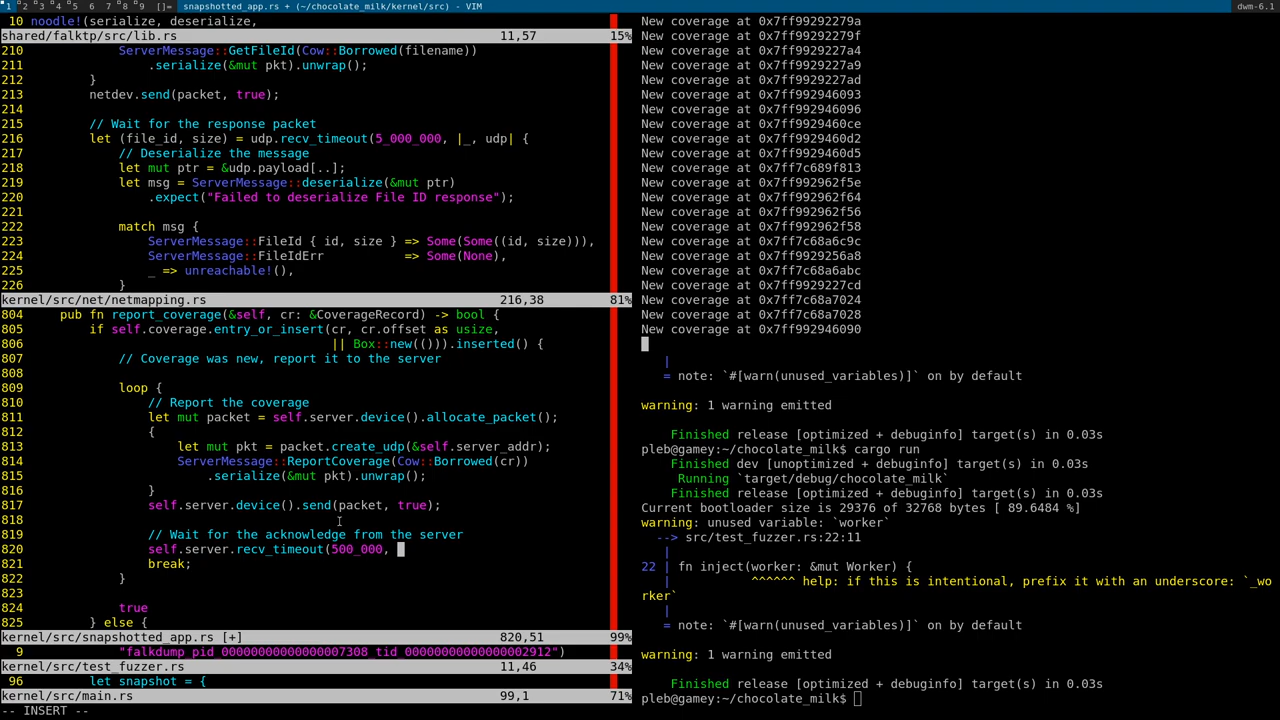 1 2 3 4 5 6 7 8 9 []= snapshotted_app.rs + (~/chocolate_milk/kernel/src) - VIM dwm-6.1
10 noodle!(serialize, deserialize,
shared/falktp/src/lib.rs 11,57 15%
210 ServerMessage::GetFileId(Cow::Borrowed(filename))
211 .serialize(&mut pkt).unwrap();
212 }
213 netdev.send(packet, true);
214
215 // Wait for the response packet
216 let (file_id, size) = udp.recv_timeout(5_000_000, |_, udp| {
217 // Deserialize the message
218 let mut ptr = &udp.payload[..];
219 let msg = ServerMessage::deserialize(&mut ptr)
220 .expect("Failed to deserialize File ID response");
221
222 match msg {
223 ServerMessage::FileId { id, size } => Some(Some((id, size))),
224 ServerMessage::FileIdErr => Some(None),
225 _ => unreachable!(),
226 }
kernel/src/net/netmapping.rs 216,38 81%
804 pub fn report_coverage(&self, cr: &CoverageRecord) -> bool {
805 if self.coverage.entry_or_insert(cr, cr.offset as usize,
806 || Box::new(())).inserted() {
807 // Coverage was new, report it to the server
808
809 loop {
810 // Report the coverage
811 let mut packet = self.server.device().allocate_packet();
812 {
813 let mut pkt = packet.create_udp(&self.server_addr);
814 ServerMessage::ReportCoverage(Cow::Borrowed(cr))
815 .serialize(&mut pkt).unwrap();
816 }
817 self.server.device().send(packet, true);
818
819 // Wait for the acknowledge from the server
820 self.server.recv_timeout(500_000,
821 break;
822 }
823
824 true
825 } else {
kernel/src/snapshotted_app.rs [+] 820,51 99%
9 "falkdump_pid_00000000000000007308_tid_00000000000000002912")
kernel/src/test_fuzzer.rs 11,46 34%
96 let snapshot = {
kernel/src/main.rs 99,1 71%
-- INSERT --
New coverage at 0x7ff99292279a
New coverage at 0x7ff99292279f
New coverage at 0x7ff9929227a4
New coverage at 0x7ff9929227a9
New coverage at 0x7ff9929227ad
New coverage at 0x7ff992946093
New coverage at 0x7ff992946096
New coverage at 0x7ff9929460ce
New coverage at 0x7ff9929460d2
New coverage at 0x7ff9929460d5
New coverage at 0x7ff7c689f813
New coverage at 0x7ff992962f5e
New coverage at 0x7ff992962f64
New coverage at 0x7ff992962f56
New coverage at 0x7ff992962f58
New coverage at 0x7ff7c68a6c9c
New coverage at 0x7ff9929256a8
New coverage at 0x7ff7c68a6abc
New coverage at 0x7ff9929227cd
New coverage at 0x7ff7c68a7024
New coverage at 0x7ff7c68a7028
New coverage at 0x7ff992946090
|
= note: `#[warn(unused_variables)]` on by default
warning: 1 warning emitted
Finished release [optimized + debuginfo] target(s) in 0.03s
pleb@gamey:~/chocolate_milk$ cargo run
Finished dev [unoptimized + debuginfo] target(s) in 0.03s
Running `target/debug/chocolate_milk`
Finished release [optimized + debuginfo] target(s) in 0.03s
Current bootloader size is 29376 of 32768 bytes [ 89.6484 %]
warning: unused variable: `worker`
--> src/test_fuzzer.rs:22:11
|
22 | fn inject(worker: &mut Worker) {
| ^^^^^^ help: if this is intentional, prefix it with an underscore: `_wo
rker`
|
= note: `#[warn(unused_variables)]` on by default
warning: 1 warning emitted
Finished release [optimized + debuginfo] target(s) in 0.03s
pleb@gamey:~/chocolate_milk$